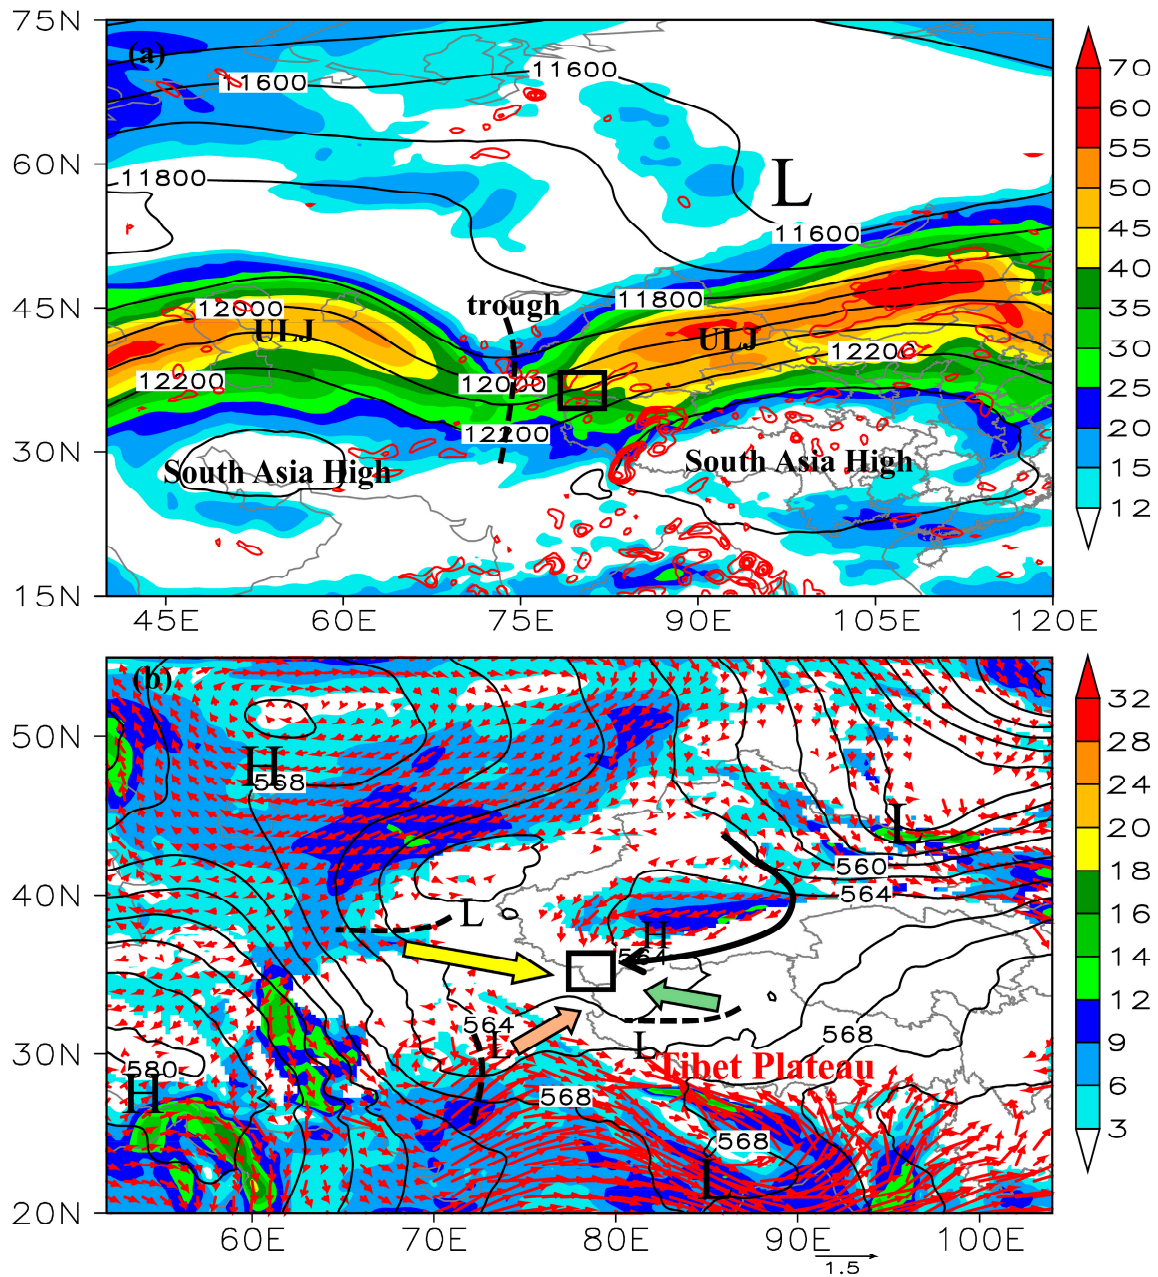 75N
(a)
11600
11600
70
60
60N
11800
L
55
50
11600
45
40
45N
trough
11800
12000
ULJ
ULJ
35
12200
30
12200
12000
25
12200
20
30N
South Asia High
South Asia High
15
12
15N
45E
60E
75E
90E
105E
120E
(b)
32
50N
H
568
28
24
L
20
560
18
40N
564
L
16
H
564
14
12
564
568
L
L
9
30N
580
Tibet Plateau
H
568
6
568
3
L
20N
60E
70E
80E
90E
100E
1.5